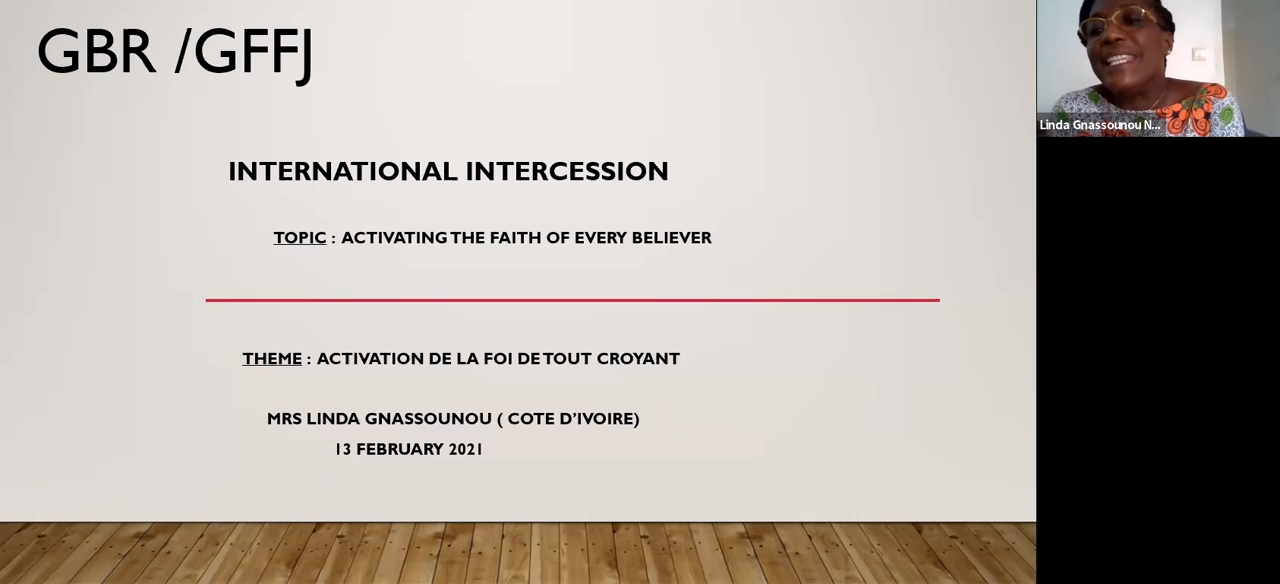 GBR /GFFJ
INTERNATIONAL INTERCESSION
TOPIC : ACTIVATING THE FAITH OF EVERY BELIEVER
THEME : ACTIVATION DE LA FOI DE TOUT CROYANT
MRS LINDA GNASSOUNOU ( COTE D’IVOIRE)
13 FEBRUARY 2021
Linda Gnassounou N...